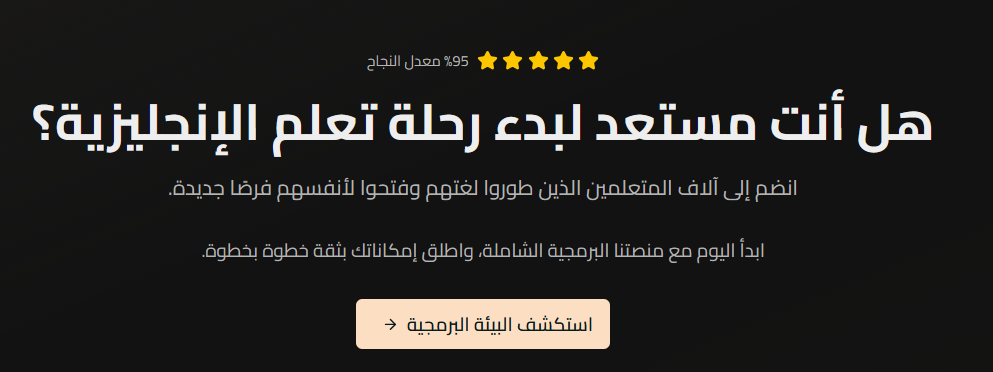 95% معدل النجاح
هل أنت مستعد لبدء رحلة تعلم الإنجليزية؟
انضم إلى آلاف المتعلمين الذين طوروا لغتهم وفتحوا لأنفسهم فرصًا جديدة.
ابدأ اليوم مع منصتنا البرمجية الشاملة، واطلق إمكاناتك بثقة خطوة بخطوة.
استكشف البيئة البرمجية →